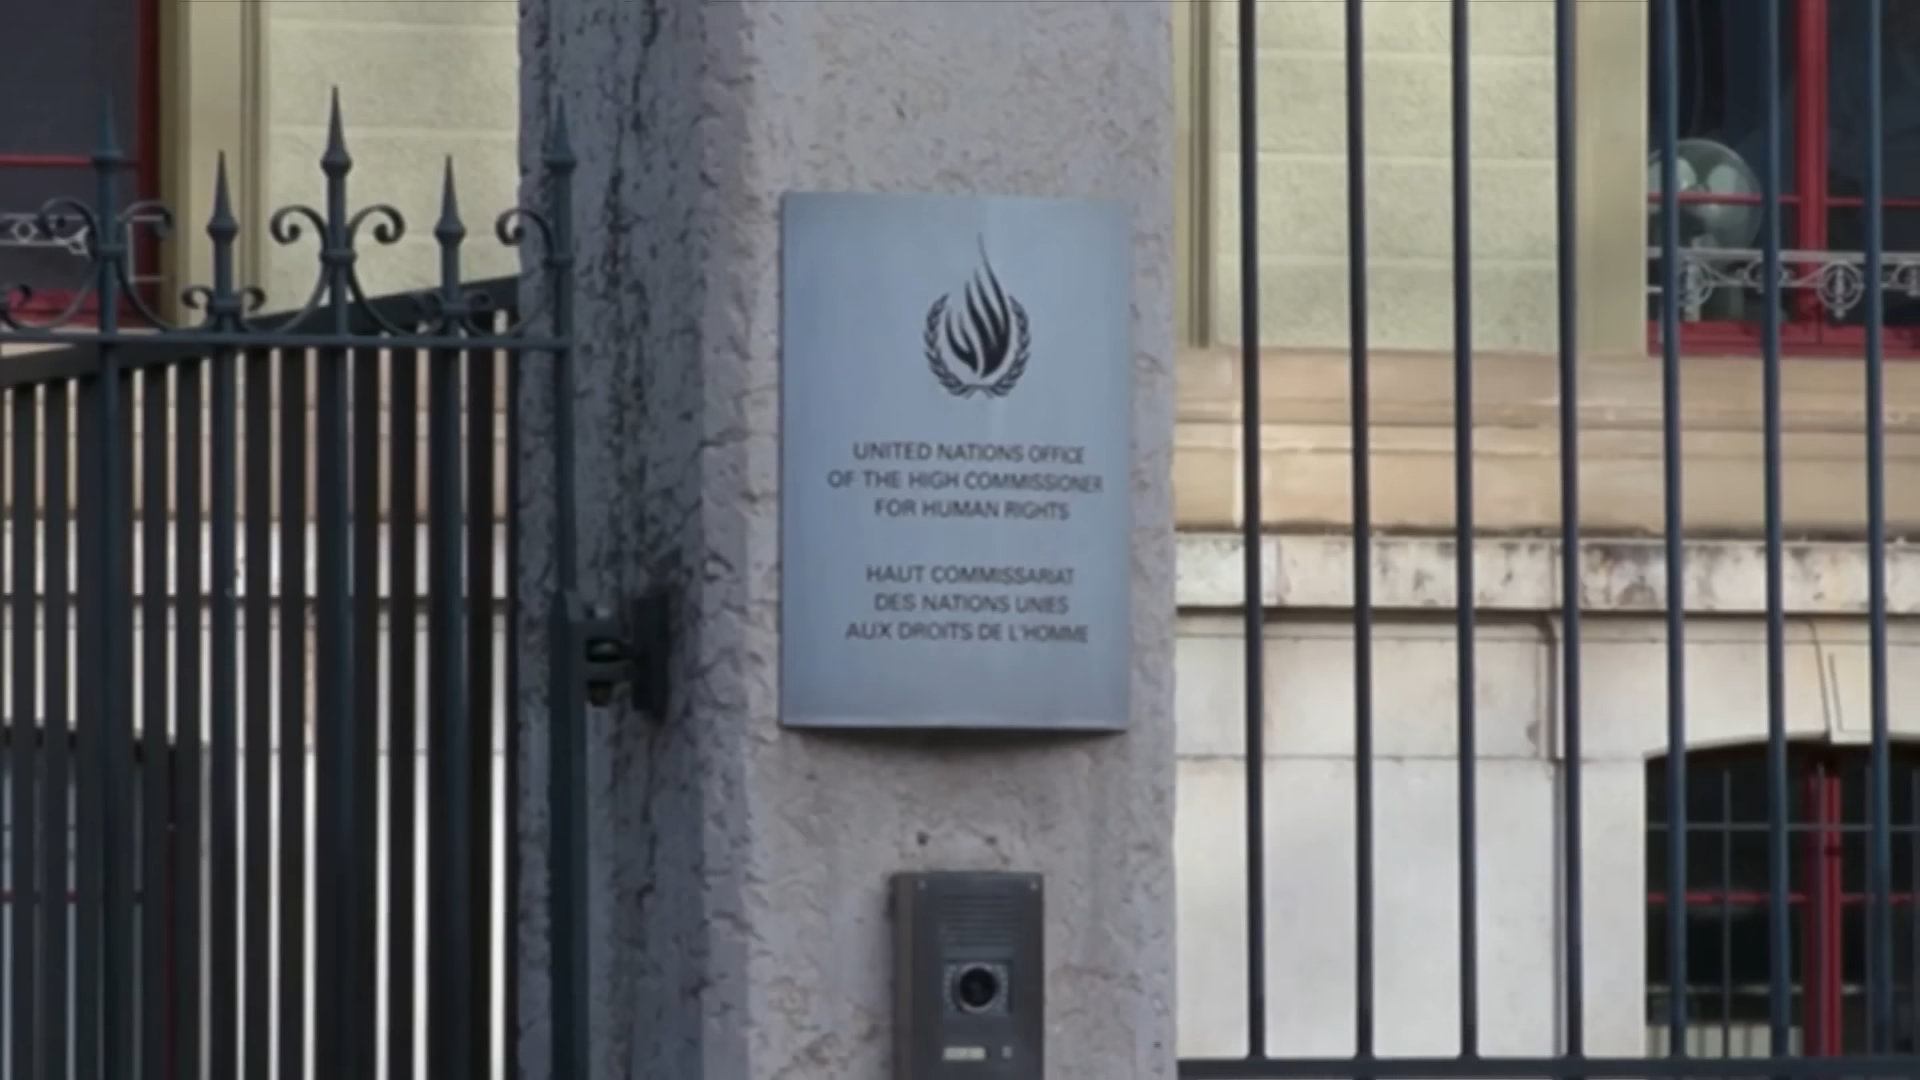 UNITED NATIONS OFFICE
OF THE HIGH COMMISSIONER
FOR HUMAN RIGHTS
HAUT COMMISSARIAT
DES NATIONS UNIES
AUX DROITS DE L'HOMME